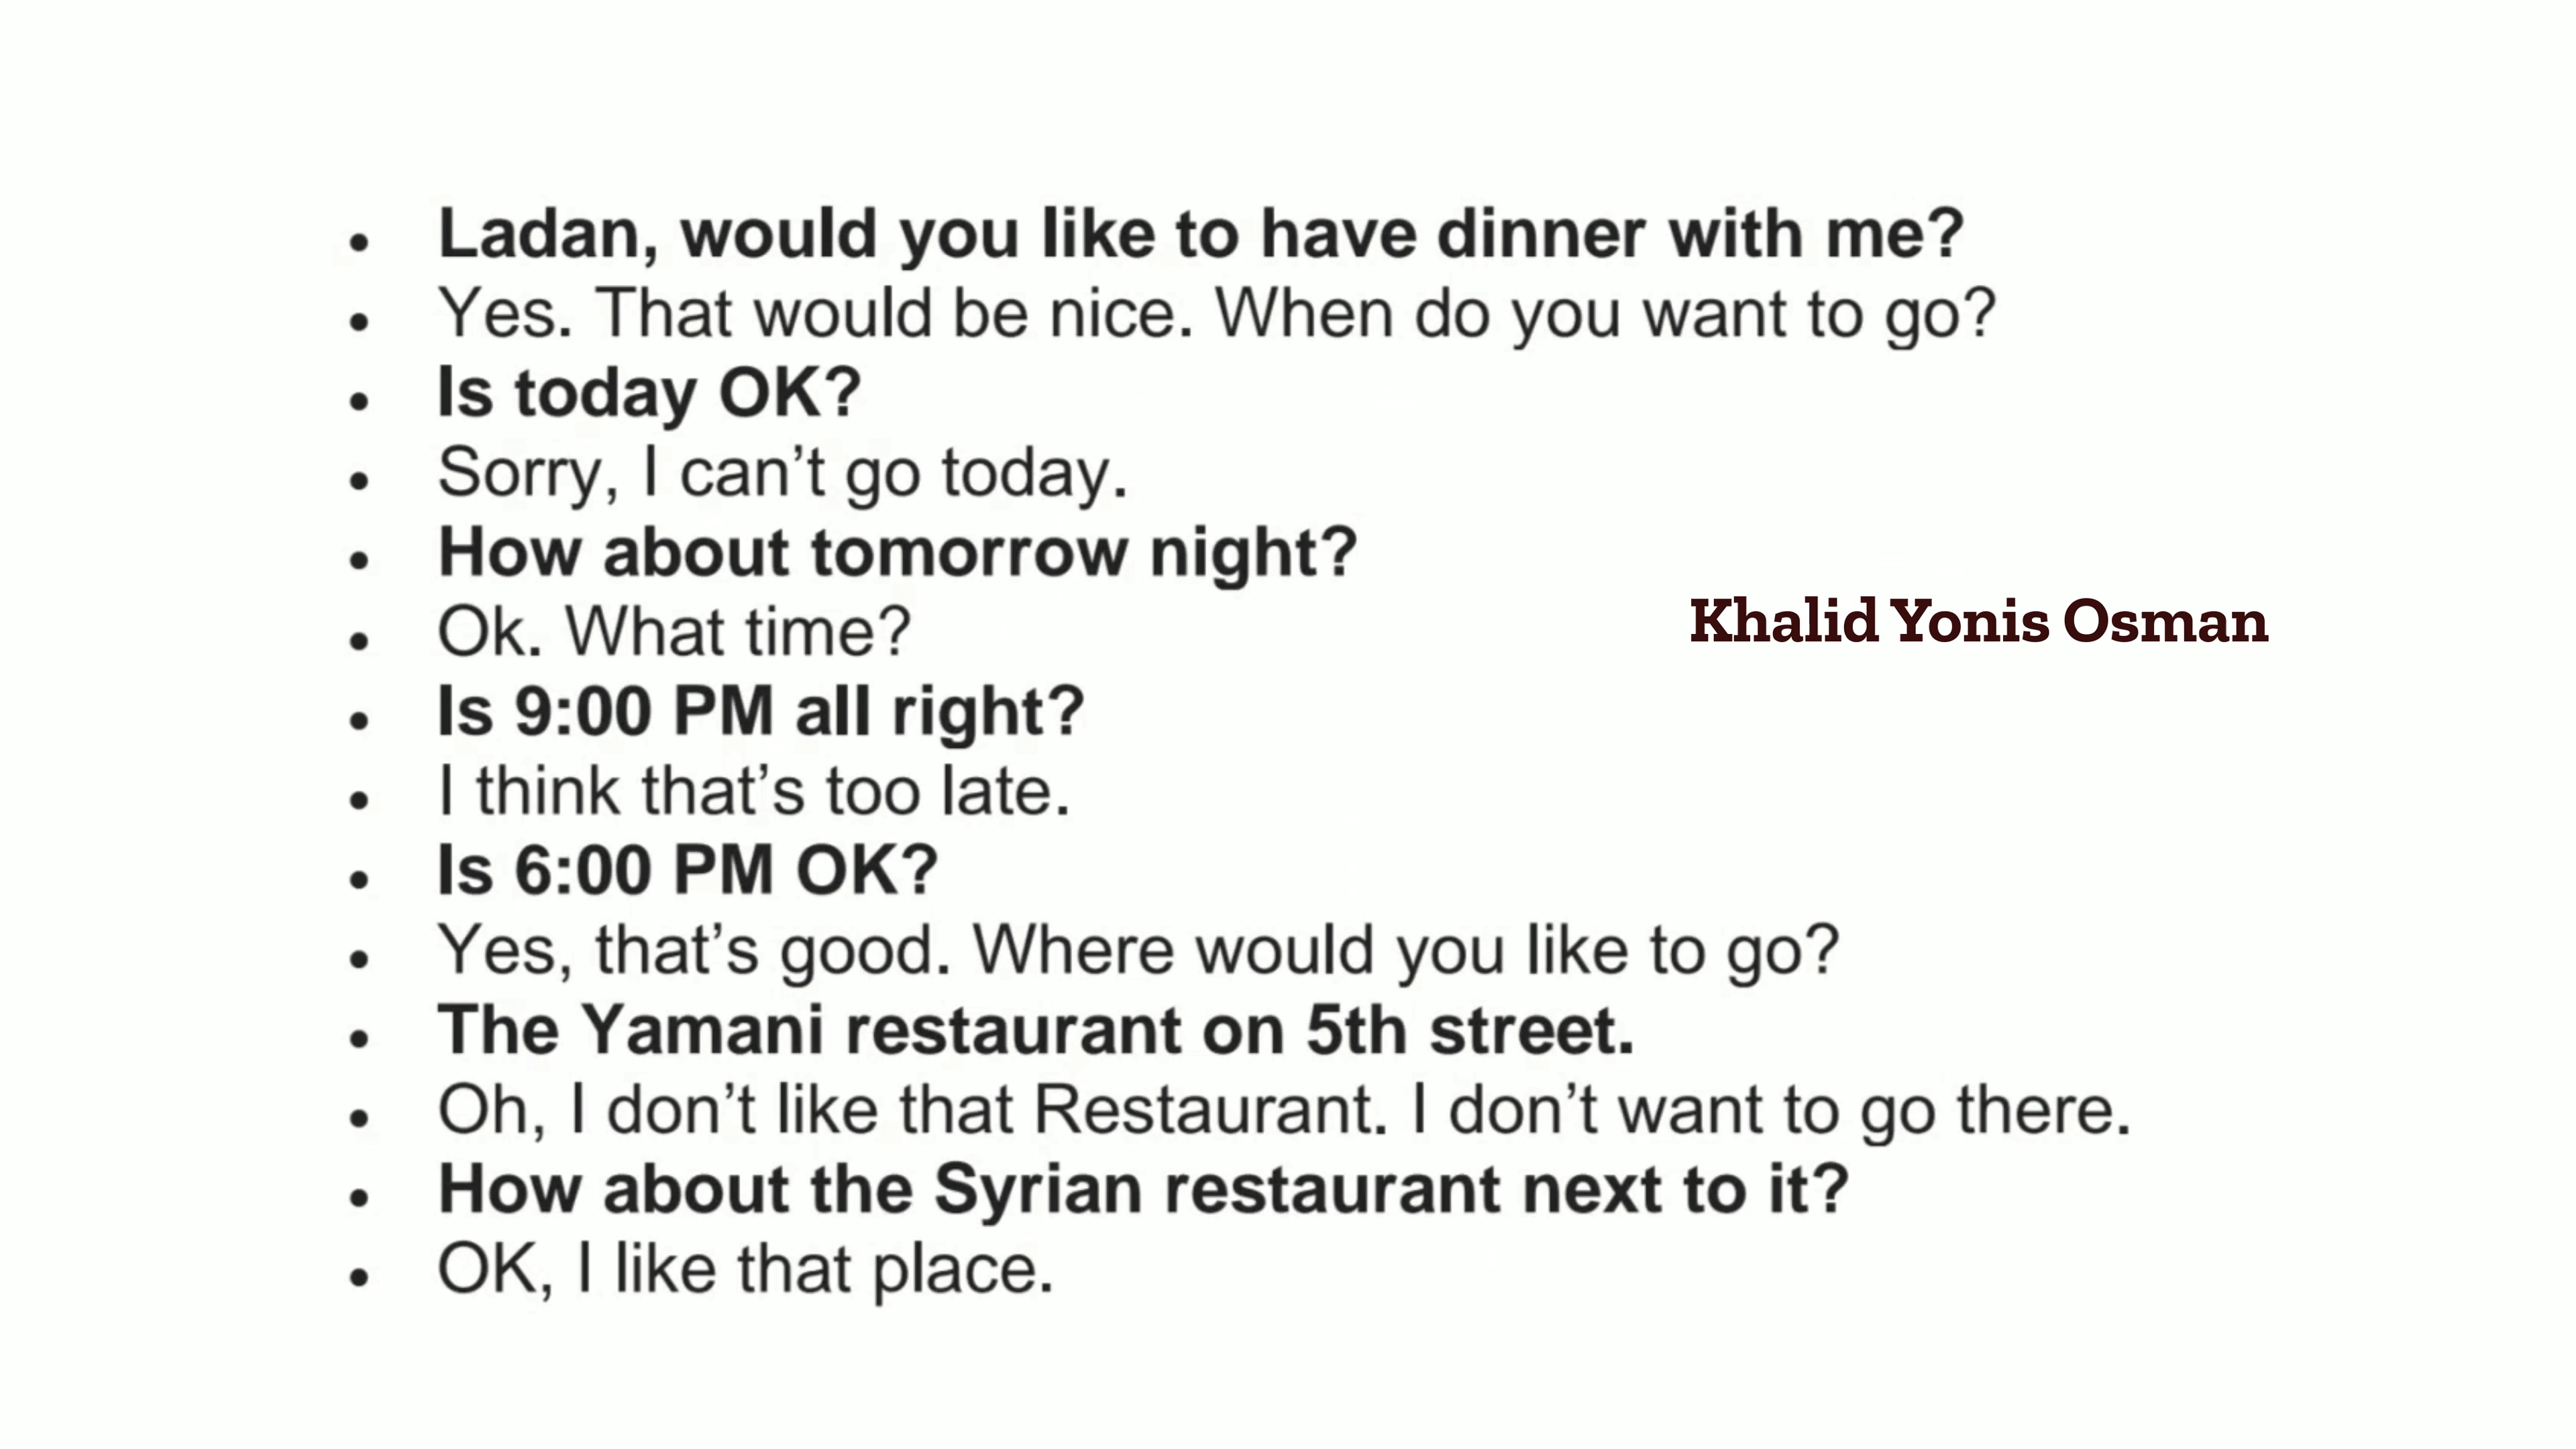 • Ladan, would you like to have dinner with me?
• Yes. That would be nice. When do you want to go?
• Is today OK?
• Sorry, I can’t go today.
• How about tomorrow night?
• Ok. What time?
Khalid Yonis Osman
• Is 9:00 PM all right?
• I think that’s too late.
• Is 6:00 PM OK?
• Yes, that’s good. Where would you like to go?
• The Yamani restaurant on 5th street.
• Oh, I don’t like that Restaurant. I don’t want to go there.
• How about the Syrian restaurant next to it?
• OK, I like that place.